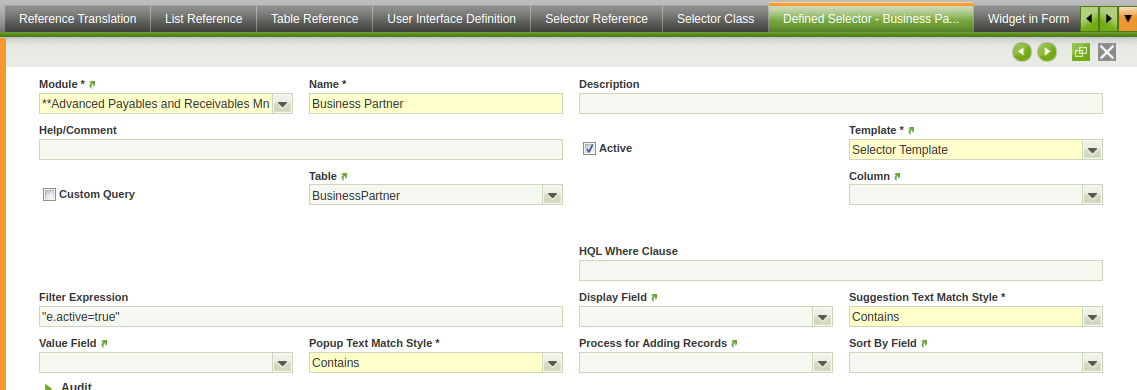 Reference Translation List Reference Table Reference User Interface Definition Selector Reference Selector Class Defined Selector - Business Pa... Widget in Form
Module * Name * Description
**Advanced Payables and Receivables Mn Business Partner
Help/Comment Template *
Active Selector Template
Table Column
Custom Query BusinessPartner
HQL Where Clause
Filter Expression Display Field Suggestion Text Match Style *
"e.active=true" Contains
Value Field Popup Text Match Style * Process for Adding Records Sort By Field
Contains
Audit